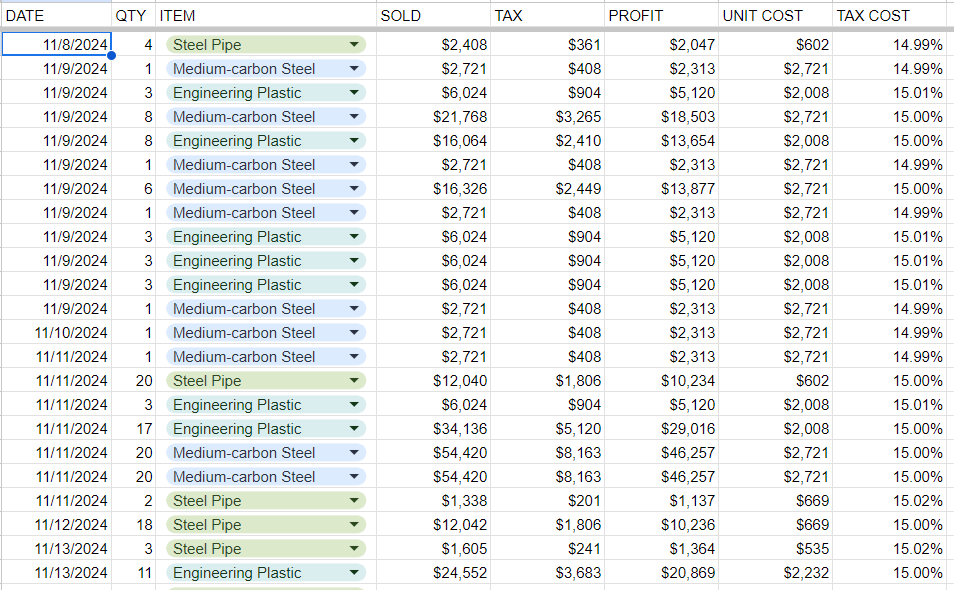 DATE QTY ITEM SOLD TAX PROFIT UNIT COST TAX COST
11/8/2024 4 Steel Pipe $2,408 $361 $2,047 $602 14.99%
11/9/2024 1 Medium-carbon Steel $2,721 $408 $2,313 $2,721 14.99%
11/9/2024 3 Engineering Plastic $6,024 $904 $5,120 $2,008 15.01%
11/9/2024 8 Medium-carbon Steel $21,768 $3,265 $18,503 $2,721 15.00%
11/9/2024 8 Engineering Plastic $16,064 $2,410 $13,654 $2,008 15.00%
11/9/2024 1 Medium-carbon Steel $2,721 $408 $2,313 $2,721 14.99%
11/9/2024 6 Medium-carbon Steel $16,326 $2,449 $13,877 $2,721 15.00%
11/9/2024 1 Medium-carbon Steel $2,721 $408 $2,313 $2,721 14.99%
11/9/2024 3 Engineering Plastic $6,024 $904 $5,120 $2,008 15.01%
11/9/2024 3 Engineering Plastic $6,024 $904 $5,120 $2,008 15.01%
11/9/2024 3 Engineering Plastic $6,024 $904 $5,120 $2,008 15.01%
11/9/2024 1 Medium-carbon Steel $2,721 $408 $2,313 $2,721 14.99%
11/10/2024 1 Medium-carbon Steel $2,721 $408 $2,313 $2,721 14.99%
11/11/2024 1 Medium-carbon Steel $2,721 $408 $2,313 $2,721 14.99%
11/11/2024 20 Steel Pipe $12,040 $1,806 $10,234 $602 15.00%
11/11/2024 3 Engineering Plastic $6,024 $904 $5,120 $2,008 15.01%
11/11/2024 17 Engineering Plastic $34,136 $5,120 $29,016 $2,008 15.00%
11/11/2024 20 Medium-carbon Steel $54,420 $8,163 $46,257 $2,721 15.00%
11/11/2024 20 Medium-carbon Steel $54,420 $8,163 $46,257 $2,721 15.00%
11/11/2024 2 Steel Pipe $1,338 $201 $1,137 $669 15.02%
11/12/2024 18 Steel Pipe $12,042 $1,806 $10,236 $669 15.00%
11/13/2024 3 Steel Pipe $1,605 $241 $1,364 $535 15.02%
11/13/2024 11 Engineering Plastic $24,552 $3,683 $20,869 $2,232 15.00%